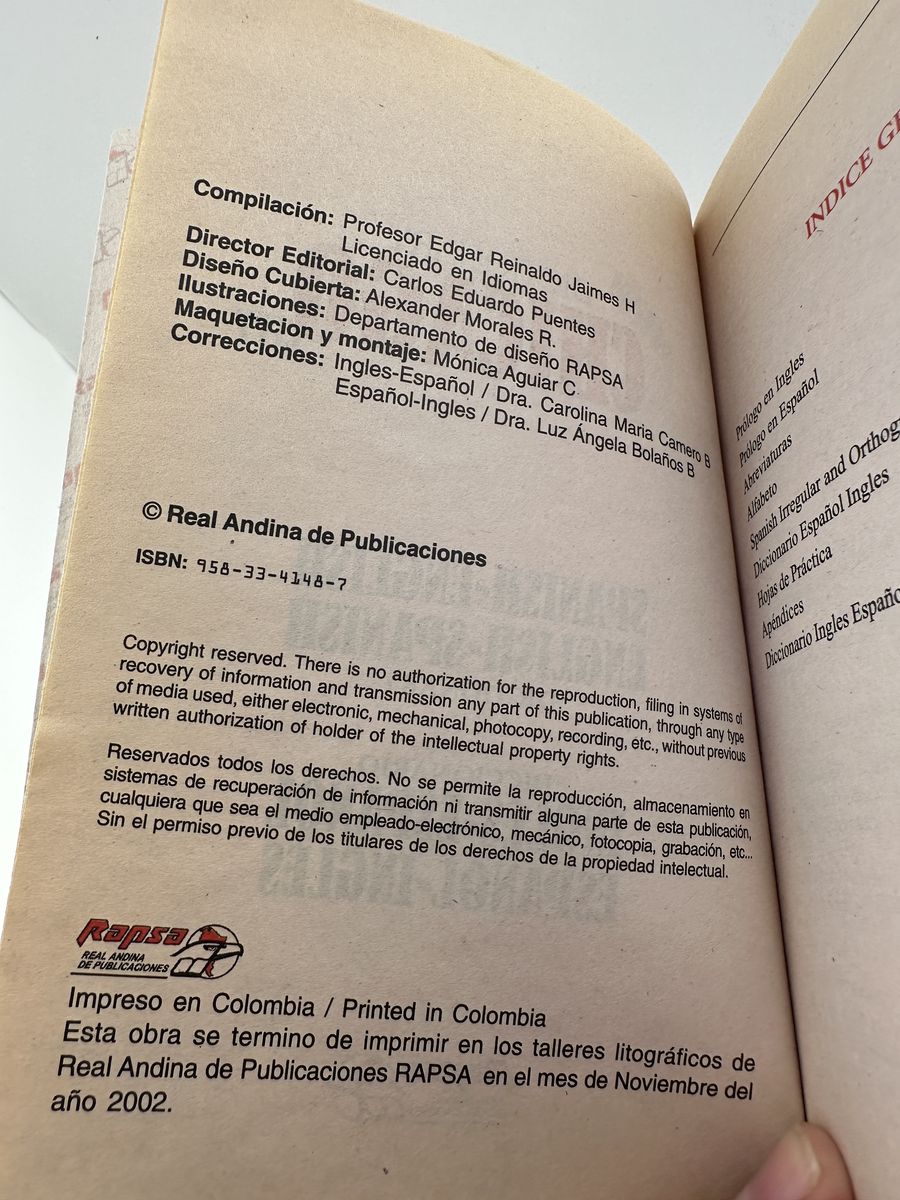 Compilación: Profesor Edgar Reinaldo Jaimes H
Licenciado en Idiomas
Director Editorial: Carlos Eduardo Puentes
Diseño Cubierta: Alexander Morales R.
Ilustraciones: Departamento de diseño RAPSA
Maquetacion y montaje: Mónica Aguiar C.
Correcciones: Ingles-Español / Dra. Carolina Maria Camero B
Español-Ingles / Dra. Luz Ángela Bolaños B
© Real Andina de Publicaciones
ISBN: 958-33-4148-7
Copyright reserved. There is no authorization for the reproduction, filing in systems of
recovery of information and transmission any part of this publication, through any type
of media used, either electronic, mechanical, photocopy, recording, etc., without previous
written authorization of holder of the intellectual property rights.
Reservados todos los derechos. No se permite la reproducción, almacenamiento en
sistemas de recuperación de información ni transmitir alguna parte de esta publicación,
cualquiera que sea el medio empleado-electrónico, mecánico, fotocopia, grabación, etc...
Sin el permiso previo de los titulares de los derechos de la propiedad intelectual.
Rapsa
REAL ANDINA
DE PUBLICACIONES
Impreso en Colombia / Printed in Colombia
Esta obra se termino de imprimir en los talleres litográficos de
Real Andina de Publicaciones RAPSA en el mes de Noviembre del
año 2002.
INDICE
Prólogo en Ingles
Prólogo en Español
Abreviaturas
Alfabeto
Spanish Irregular and
Diccionario Español Ingles
Hojas de Práctica
Apéndices
Diccionario Ingles